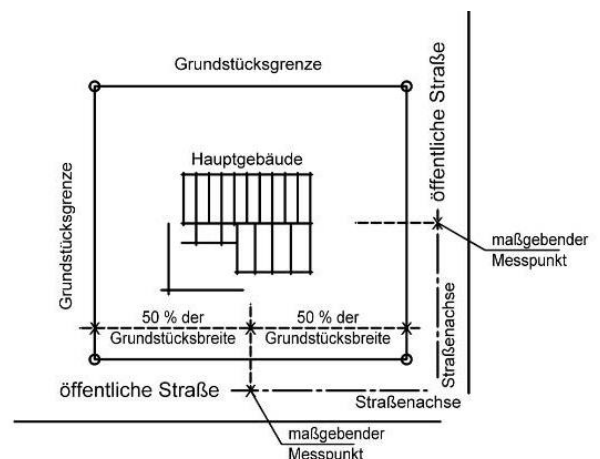 Grundstücksgrenze
öffentliche Straße
Grundstücksgrenze
Hauptgebäude
maßgebender
Messpunkt
50 % der
Grundstücksbreite
50 % der
Grundstücksbreite
Straßenachse
öffentliche Straße
Straßenachse
maßgebender
Messpunkt